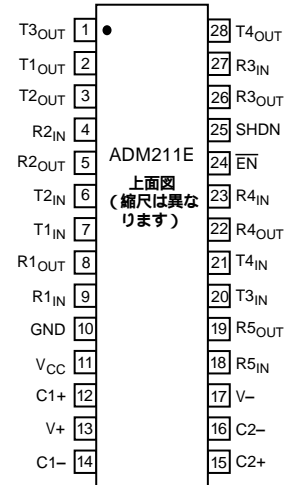 T3OUT 1
T1OUT 2
T2OUT 3
R2IN 4
R2OUT 5
T2IN 6
T1IN 7
R1OUT 8
R1IN 9
GND 10
VCC 11
C1+ 12
V+ 13
C1– 14
ADM211E
上面図
(縮尺は異な
ります)
28 T4OUT
27 R3IN
26 R3OUT
25 SHDN
24 E̅N̅
23 R4IN
22 R4OUT
21 T4IN
20 T3IN
19 R5OUT
18 R5IN
17 V–
16 C2–
15 C2+